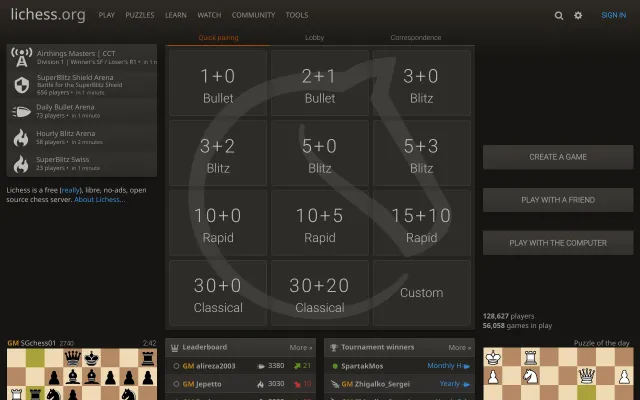 lichess.org
PLAY PUZZLES LEARN WATCH COMMUNITY TOOLS
SIGN IN
Airthings Masters | CCT
Division 1 | Winner's SF / Loser's R1 • in 1 m
SuperBlitz Shield Arena
Battle for the SuperBlitz Shield
656 players • in 1 minute
Daily Bullet Arena
73 players • in 1 minute
Hourly Blitz Arena
58 players • in 2 minutes
SuperBlitz Swiss
23 players • in 1 minute
Lichess is a free (really), libre, no-ads, open
source chess server. About Lichess...
Quick pairing Lobby Correspondence
1+0 2+1 3+0
Bullet Bullet Blitz
3+2 5+0 5+3
Blitz Blitz Blitz
10+0 10+5 15+10
Rapid Rapid Rapid
30+0 30+20 Custom
Classical Classical
CREATE A GAME
PLAY WITH A FRIEND
PLAY WITH THE COMPUTER
128,627 players
56,058 games in play
GM SGchess01 2740 2:42
Leaderboard More »
GM alireza2003 3380 21
GM Jepetto 3030 10
Tournament winners More »
SpartakMos Monthly H
GM Zhigalko_Sergei Yearly
Puzzle of the day